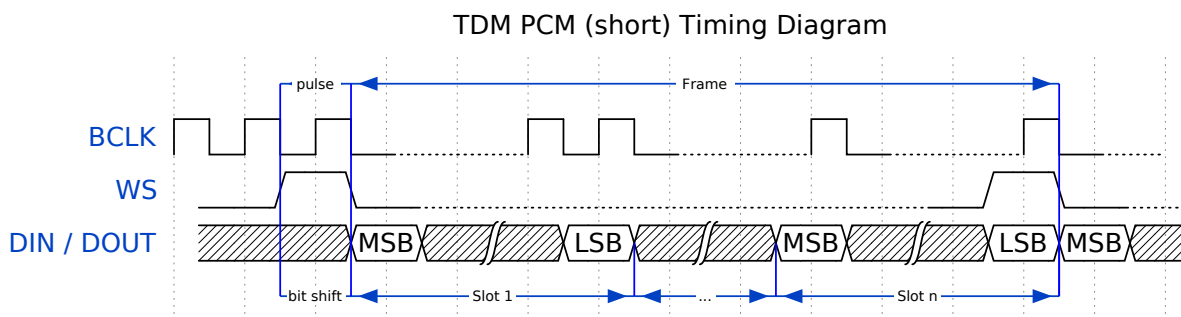 TDM PCM (short) Timing Diagram
pulse Frame
BCLK
WS
DIN / DOUT MSB LSB MSB LSB MSB
bit shift Slot 1 ... Slot n